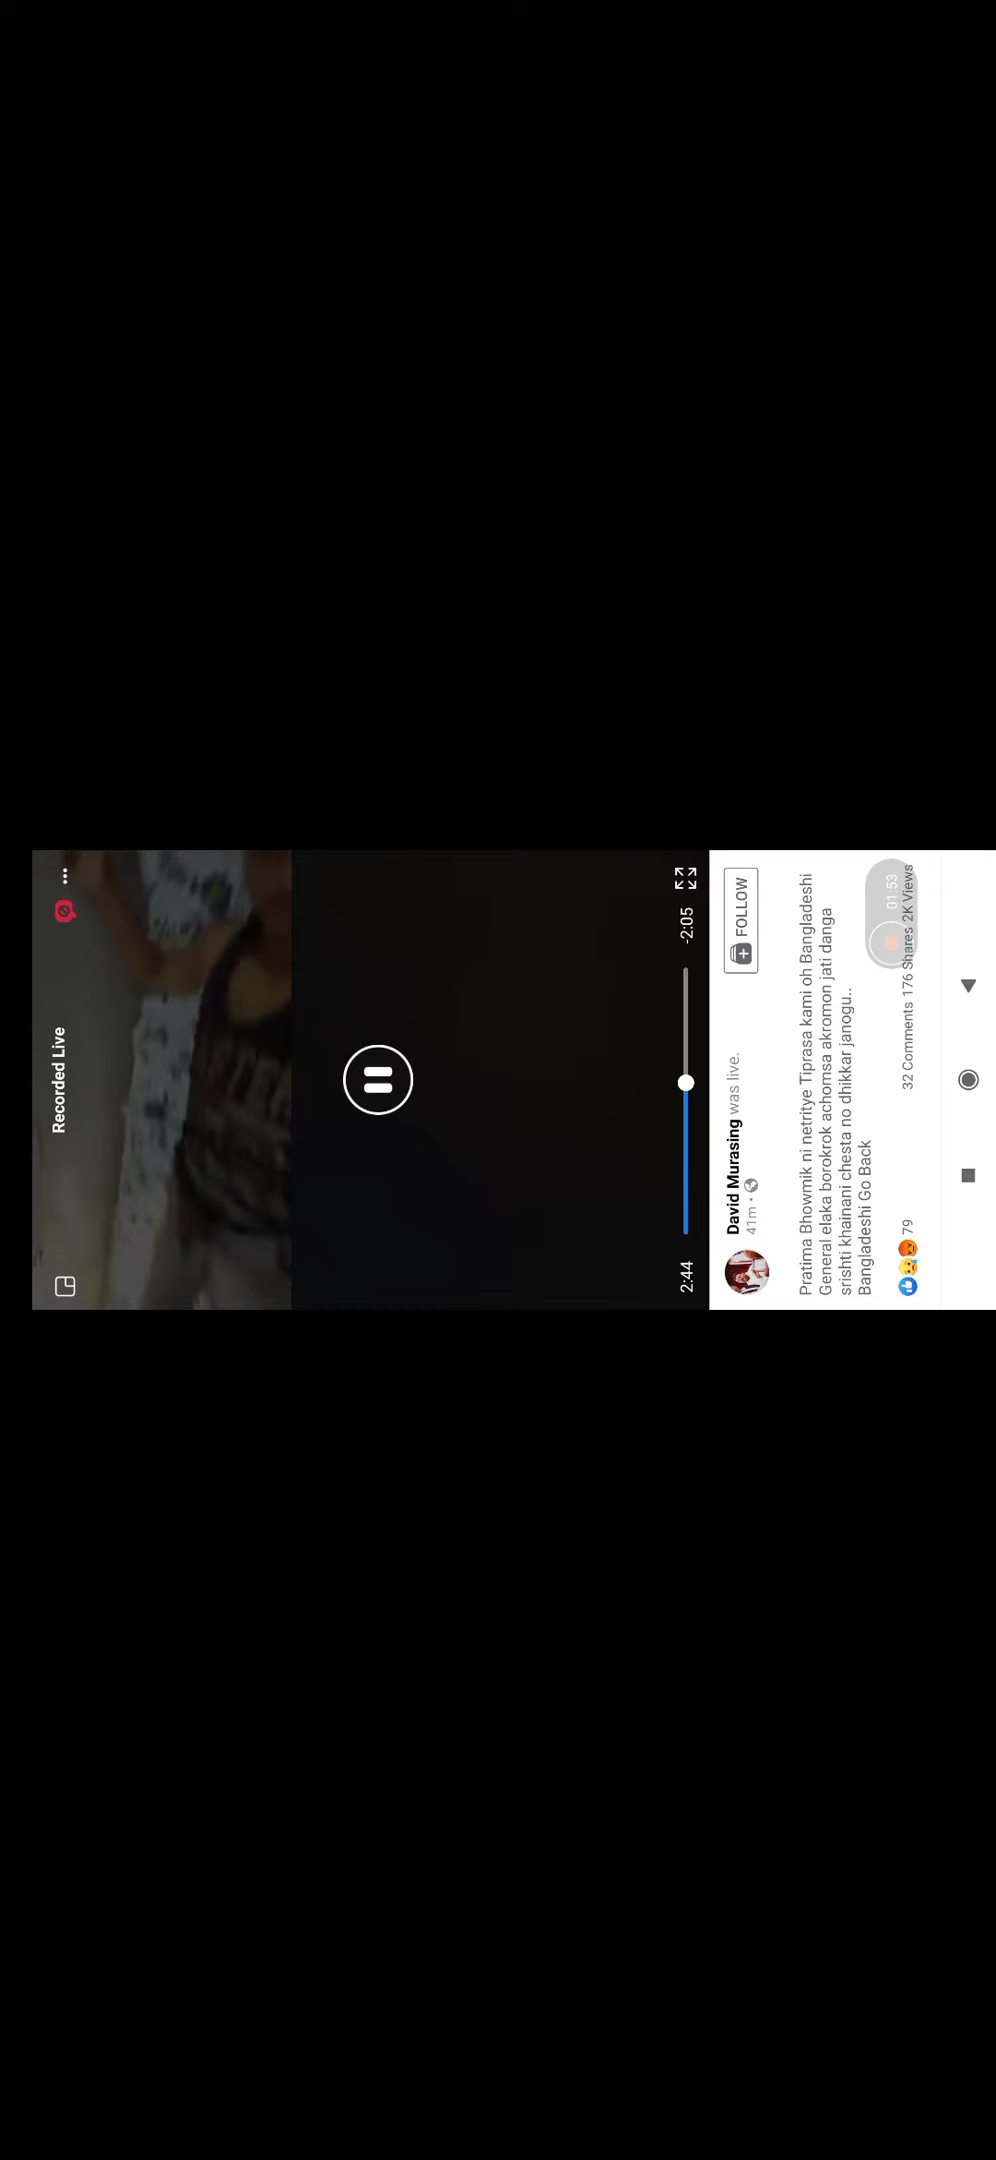 Recorded Live
2:44
-2:05
David Murasing was live.
41m
FOLLOW
Pratima Bhowmik ni netritye Tiprasa kami oh Bangladeshi
General elaka borokrok achomsa akromon jati danga
srishti khainani chesta no dhikkar janogu..
Bangladeshi Go Back
01:53
79
32 Comments 176 Shares 2K Views